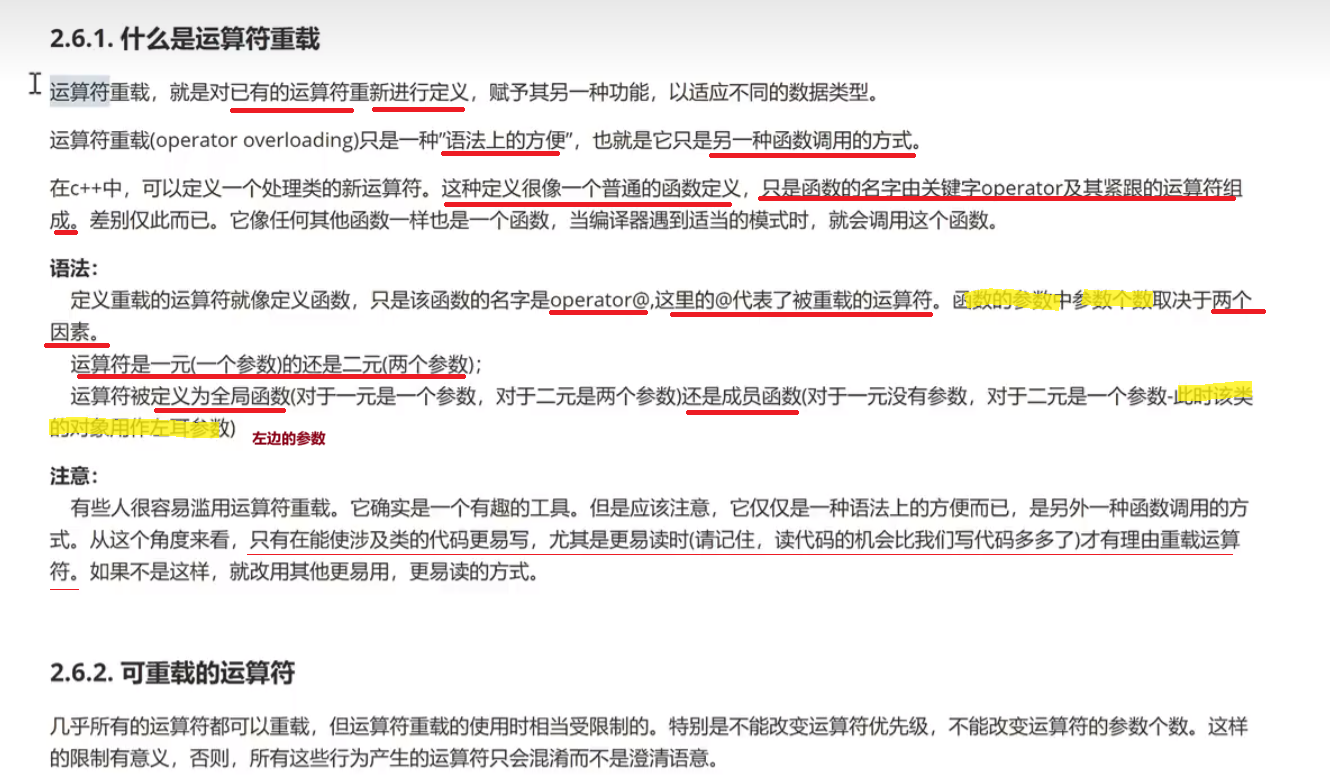 2.6.1. 什么是运算符重载
运算符重载，就是对已有的运算符重新进行定义，赋予其另一种功能，以适应不同的数据类型。
运算符重载(operator overloading)只是一种”语法上的方便”，也就是它只是另一种函数调用的方式。
在c++中，可以定义一个处理类的新运算符。这种定义很像一个普通的函数定义，只是函数的名字由关键字operator及其紧跟的运算符组
成。差别仅此而已。它像任何其他函数一样也是一个函数，当编译器遇到适当的模式时，就会调用这个函数。
语法：
定义重载的运算符就像定义函数，只是该函数的名字是operator@,这里的@代表了被重载的运算符。函数的参数中参数个数取决于两个
因素。
运算符是一元(一个参数)的还是二元(两个参数)；
运算符被定义为全局函数(对于一元是一个参数，对于二元是两个参数)还是成员函数(对于一元没有参数，对于二元是一个参数-此时该类
的对象用作左耳参数)
左边的参数
注意：
有些人很容易滥用运算符重载。它确实是一个有趣的工具。但是应该注意，它仅仅是一种语法上的方便而已，是另外一种函数调用的方
式。从这个角度来看，只有在能使涉及类的代码更易写，尤其是更易读时(请记住，读代码的机会比我们写代码多多了)才有理由重载运算
符。如果不是这样，就改用其他更易用，更易读的方式。
2.6.2. 可重载的运算符
几乎所有的运算符都可以重载，但运算符重载的使用时相当受限制的。特别是不能改变运算符优先级，不能改变运算符的参数个数。这样
的限制有意义，否则，所有这些行为产生的运算符只会混淆而不是澄清语意。